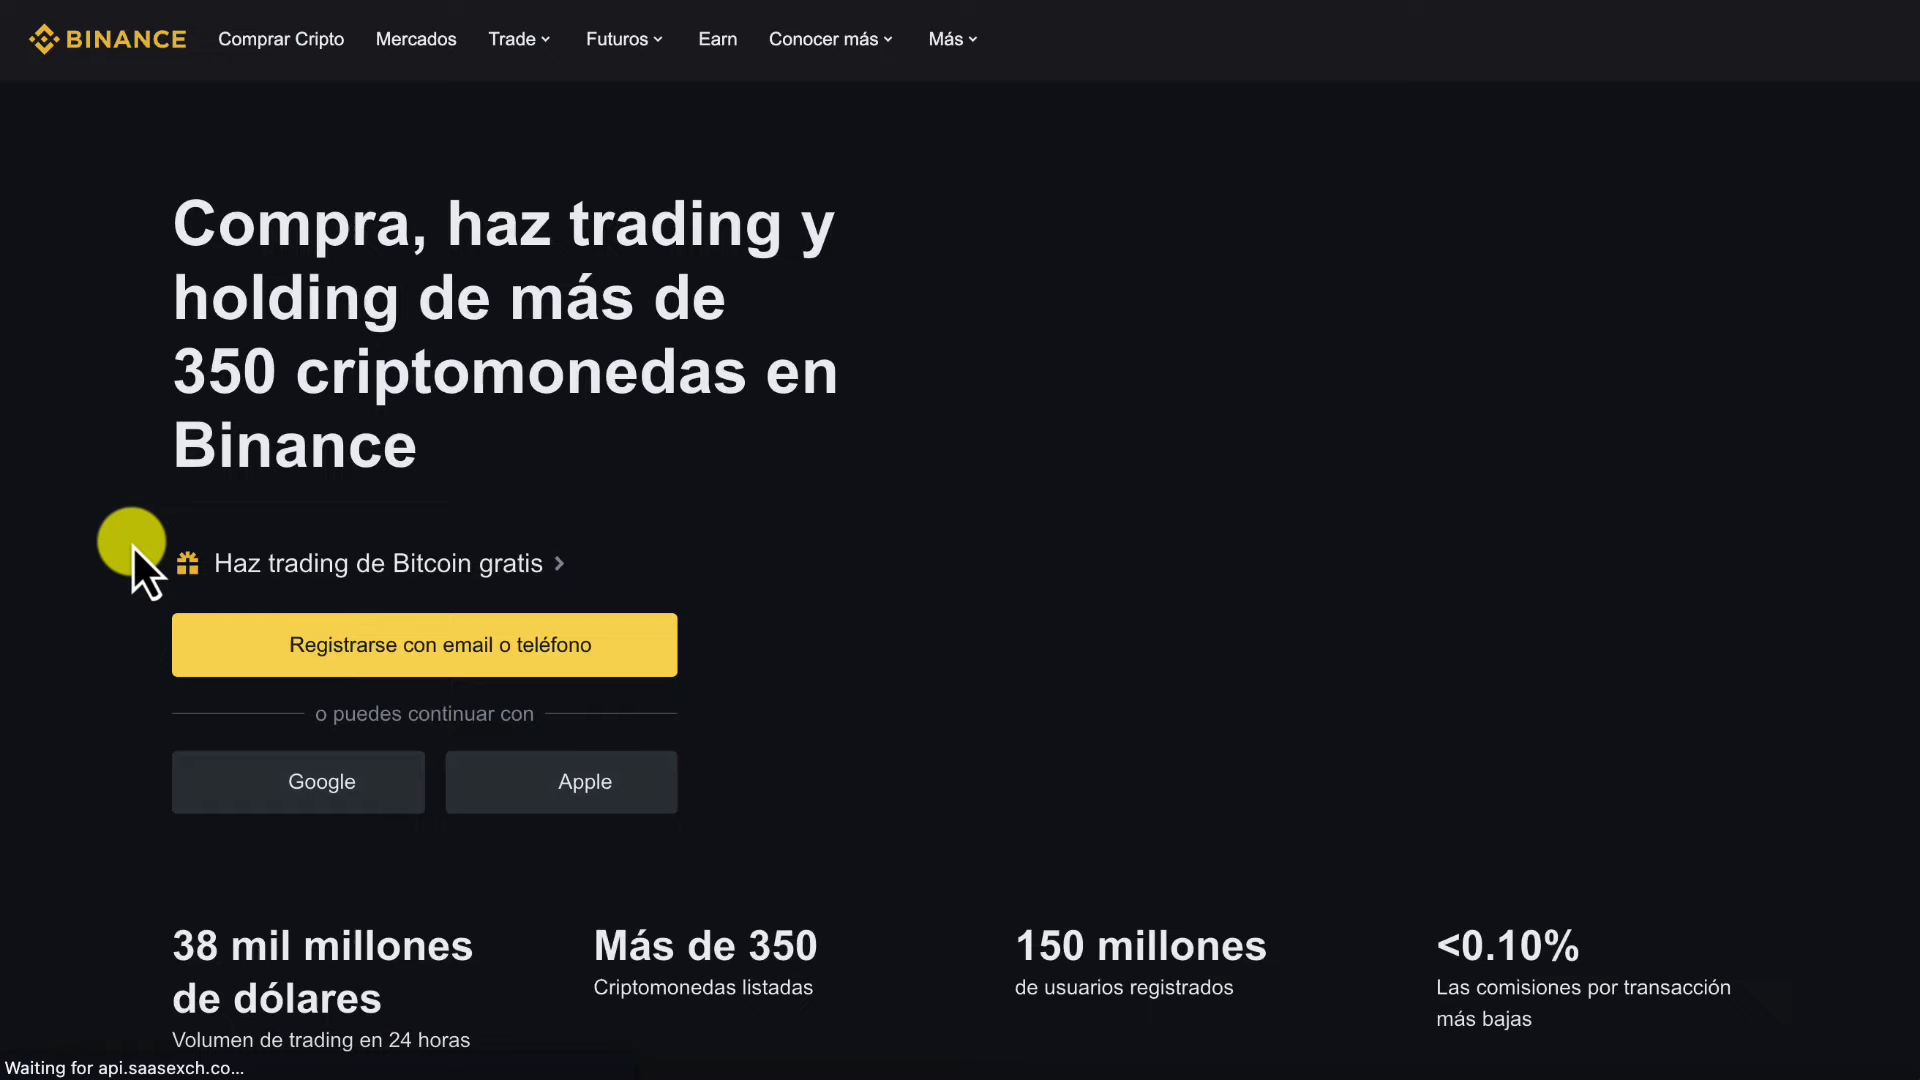 BINANCE Comprar Cripto Mercados Trade Futuros Earn Conocer más Más
Compra, haz trading y
holding de más de
350 criptomonedas en
Binance
Haz trading de Bitcoin gratis
Registrarse con email o teléfono
o puedes continuar con
Google Apple
38 mil millones
de dólares
Volumen de trading en 24 horas
Más de 350
Criptomonedas listadas
150 millones
de usuarios registrados
<0.10%
Las comisiones por transacción
más bajas
Waiting for api.saasexch.co...